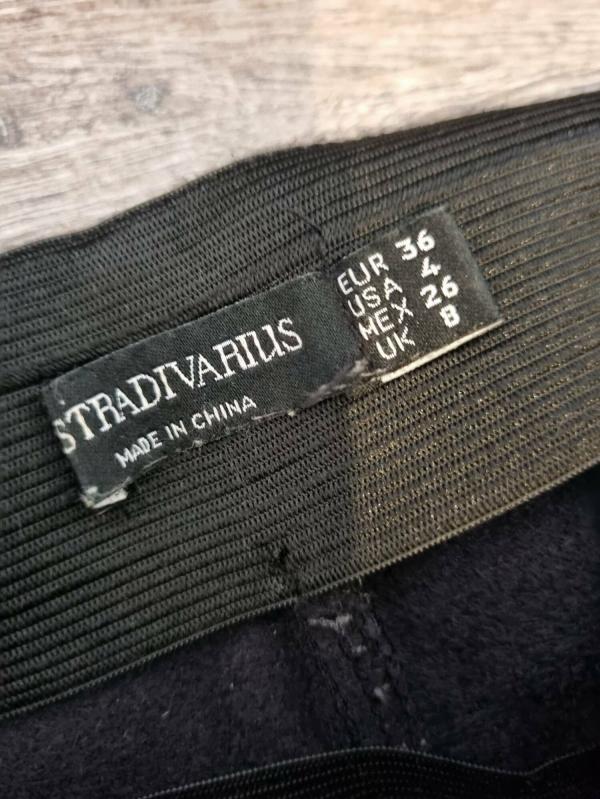 STRADIVARIUS
MADE IN CHINA
EUR 36
USA 4
MEX 26
UK 8